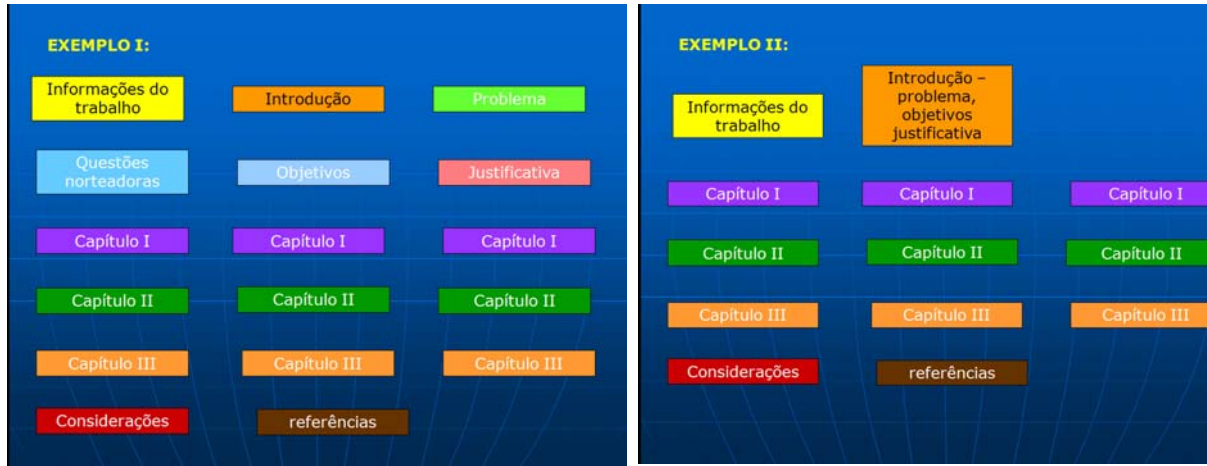 EXEMPLO I:
Informações do
trabalho
Introdução
Problema
Questões
norteadoras
Objetivos
Justificativa
Capítulo I
Capítulo I
Capítulo I
Capítulo II
Capítulo II
Capítulo II
Capítulo III
Capítulo III
Capítulo III
Considerações
referências
EXEMPLO II:
Informações do
trabalho
Introdução –
problema,
objetivos
justificativa
Capítulo I
Capítulo I
Capítulo I
Capítulo II
Capítulo II
Capítulo II
Capítulo III
Capítulo III
Capítulo III
Considerações
referências